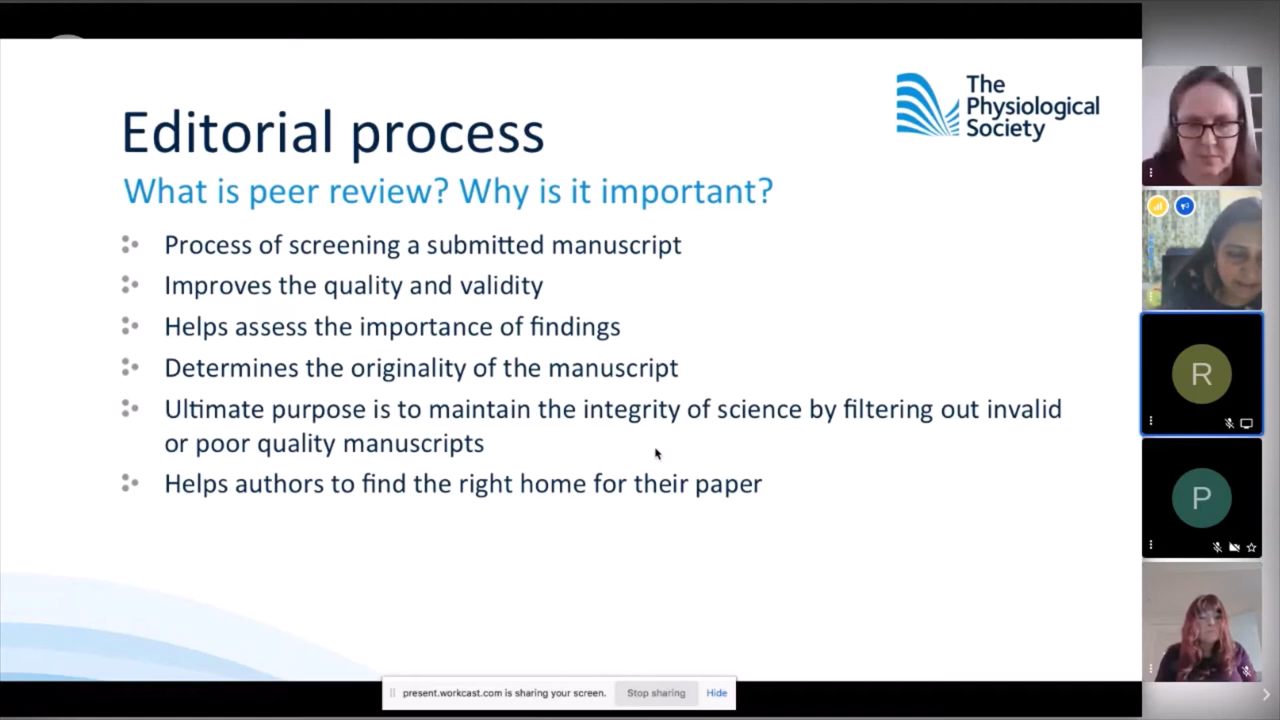 The
Physiological
Society
Editorial process
What is peer review? Why is it important?
Process of screening a submitted manuscript
Improves the quality and validity
Helps assess the importance of findings
Determines the originality of the manuscript
Ultimate purpose is to maintain the integrity of science by filtering out invalid
or poor quality manuscripts
Helps authors to find the right home for their paper
R
P
present.workcast.com is sharing your screen.
Stop sharing
Hide